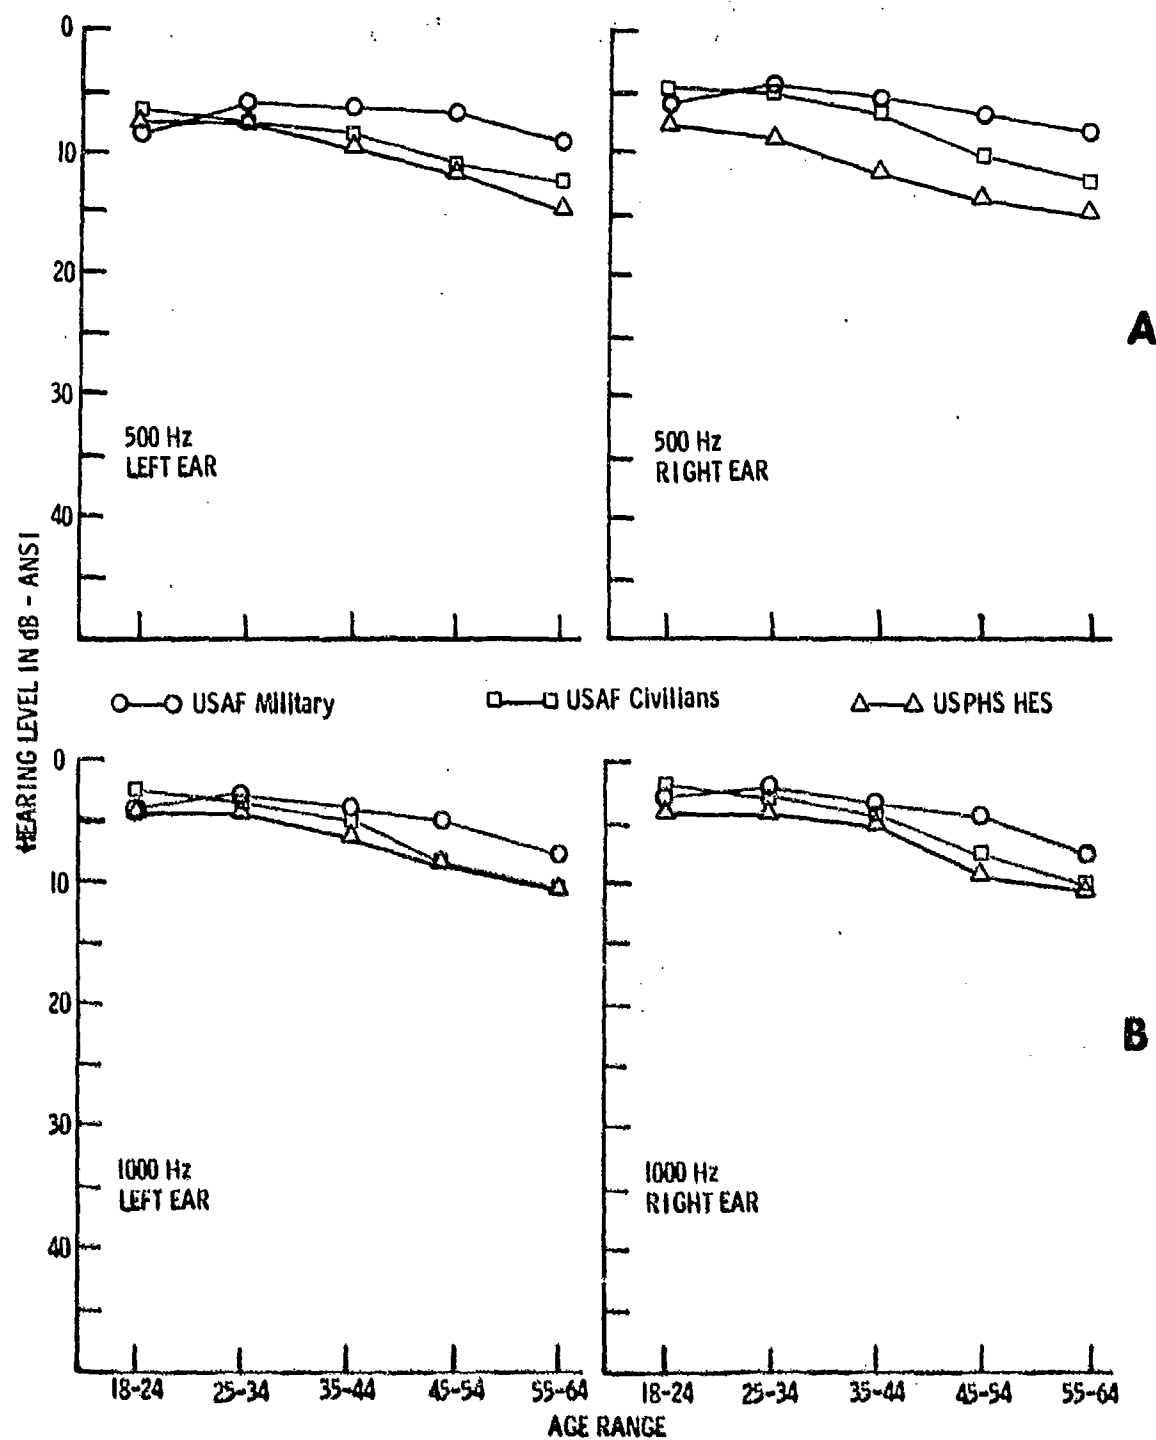 0
10
20
30
40
500 Hz
LEFT EAR
500 Hz
RIGHT EAR
A
HEARING LEVEL IN dB - ANSI
USAF Military
USAF Civilians
USPHS HES
0
10
20
30
40
1000 Hz
LEFT EAR
1000 Hz
RIGHT EAR
B
18-24 25-34 35-44 45-54 55-64
18-24 25-34 35-44 45-54 55-64
AGE RANGE